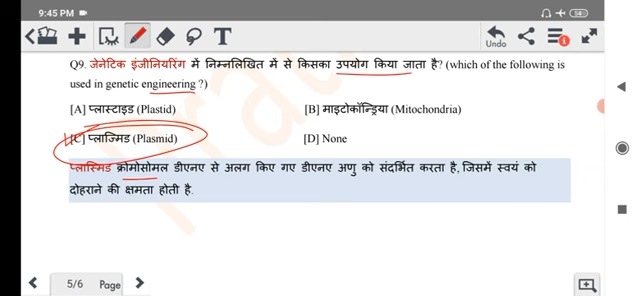 9:45 PM
54
Undo
Q9. जेनेटिक इंजीनियरिंग में निम्नलिखित में से किसका उपयोग किया जाता है? (which of the following is
used in genetic engineering ?)
[A] प्लास्टाइड (Plastid) [B] माइटोकॉन्ड्रिया (Mitochondria)
[C] प्लाज्मिड (Plasmid) [D] None
प्लास्मिड क्रोमोसोमल डीएनए से अलग किए गए डीएनए अणु को संदर्भित करता है, जिसमें स्वयं को
दोहराने की क्षमता होती है.
5/6 Page